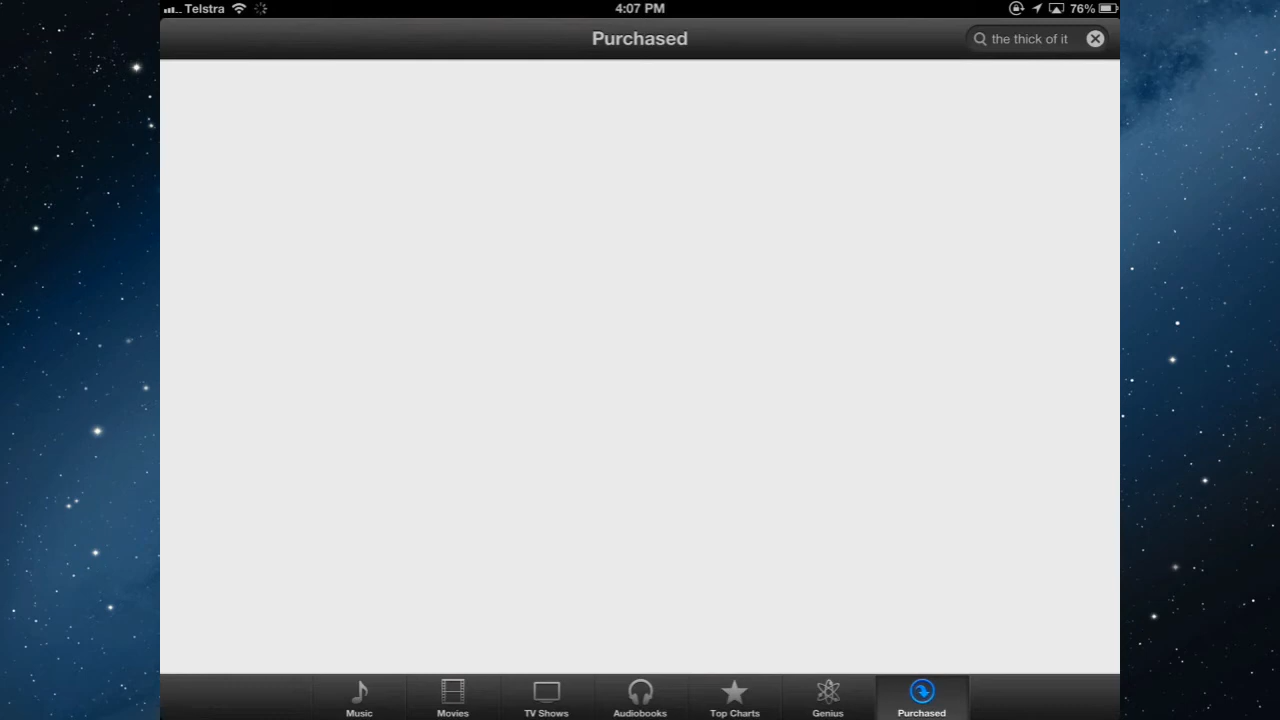 Telstra 4:07 PM 76%
Purchased the thick of it
Music Movies TV Shows Audiobooks Top Charts Genius Purchased